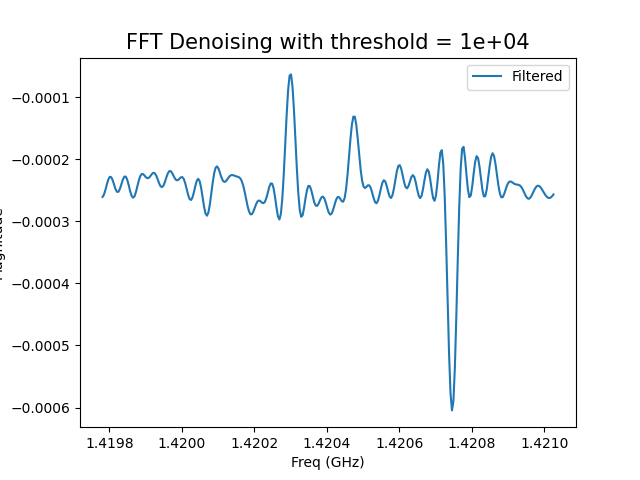 FFT Denoising with threshold = 1e+04
Filtered
−0.0001
−0.0002
−0.0003
−0.0004
−0.0005
−0.0006
1.4198 1.4200 1.4202 1.4204 1.4206 1.4208 1.4210
Freq (GHz)